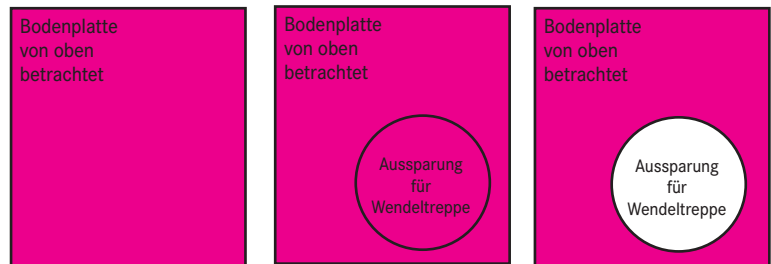 Bodenplatte
von oben
betrachtet
Bodenplatte
von oben
betrachtet
Aussparung
für
Wendeltreppe
Bodenplatte
von oben
betrachtet
Aussparung
für
Wendeltreppe